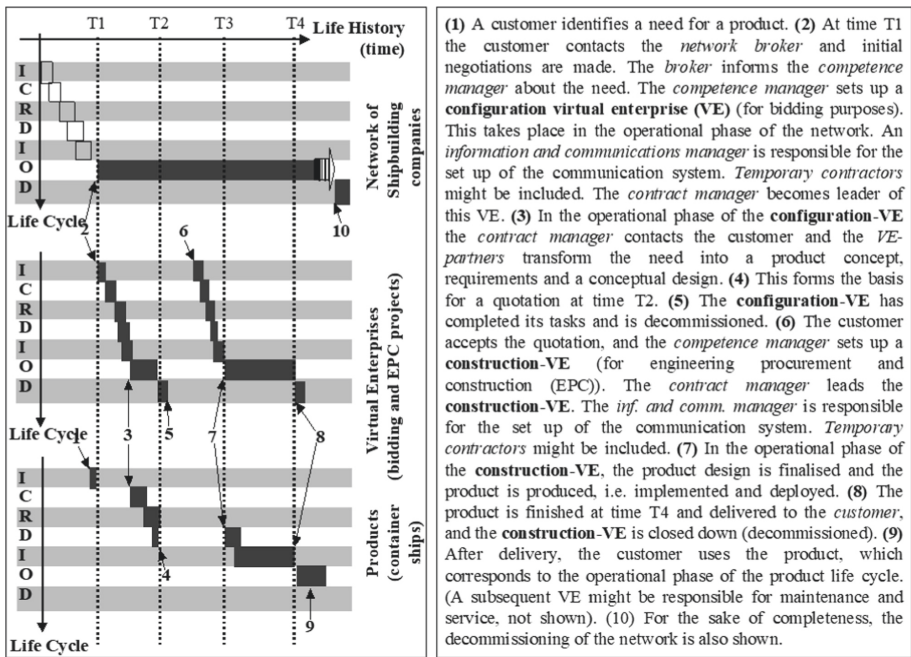 T1 T2 T3 T4
Life History
(time)
I
C
R
D
I
O
D
Life Cycle
2
6
10
Network of
Shipbuilding
companies
I
C
R
D
I
O
D
Life Cycle
1
3
5
7
8
Virtual Enterprises
(bidding and EPC projects)
I
C
R
D
I
O
D
Life Cycle
4
9
Products
(container
ships)
(1) A customer identifies a need for a product. (2) At time T1
the customer contacts the network broker and initial
negotiations are made. The broker informs the competence
manager about the need. The competence manager sets up a
configuration virtual enterprise (VE) (for bidding purposes).
This takes place in the operational phase of the network. An
information and communications manager is responsible for the
set up of the communication system. Temporary contractors
might be included. The contract manager becomes leader of
this VE. (3) In the operational phase of the configuration-VE
the contract manager contacts the customer and the VE-
partners transform the need into a product concept,
requirements and a conceptual design. (4) This forms the basis
for a quotation at time T2. (5) The configuration-VE has
completed its tasks and is decommissioned. (6) The customer
accepts the quotation, and the competence manager sets up a
construction-VE (for engineering procurement and
construction (EPC)). The contract manager leads the
construction-VE. The inf. and comm. manager is responsible
for the set up of the communication system. Temporary
contractors might be included. (7) In the operational phase of
the construction-VE, the product design is finalised and the
product is produced, i.e. implemented and deployed. (8) The
product is finished at time T4 and delivered to the customer,
and the construction-VE is closed down (decommissioned). (9)
After delivery, the customer uses the product, which
corresponds to the operational phase of the product life cycle.
(A subsequent VE might be responsible for maintenance and
service, not shown). (10) For the sake of completeness, the
decommissioning of the network is also shown.